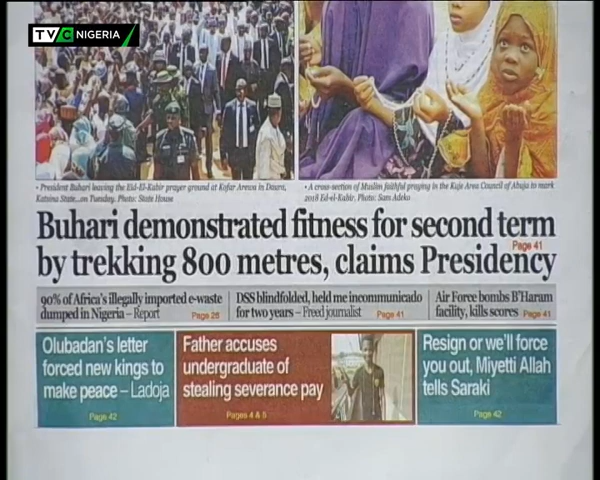 TVC NIGERIA
• President Buhari leaving the Eid-El-Kabir prayer ground at Kofar Arewa in Daura,
Katsina State...on Tuesday. Photo: State House
• A cross-section of Muslim faithful praying in the Kuje Area Council of Abuja to mark
2018 Eid-el-Kabir. Photo: Sam Adeko
Buhari demonstrated fitness for second term
by trekking 800 metres, claims Presidency
Page 41
90% of Africa's illegally imported e-waste
dumped in Nigeria – Report Page 26
DSS blindfolded, held me incommunicado
for two years – Freed journalist Page 41
Air Force bombs B'Haram
facility, kills scores Page 41
Olubadan's letter
forced new kings to
make peace – Ladoja
Page 42
Father accuses
undergraduate of
stealing severance pay
Pages 4 & 5
Resign or we'll force
you out, Miyetti Allah
tells Saraki
Page 42